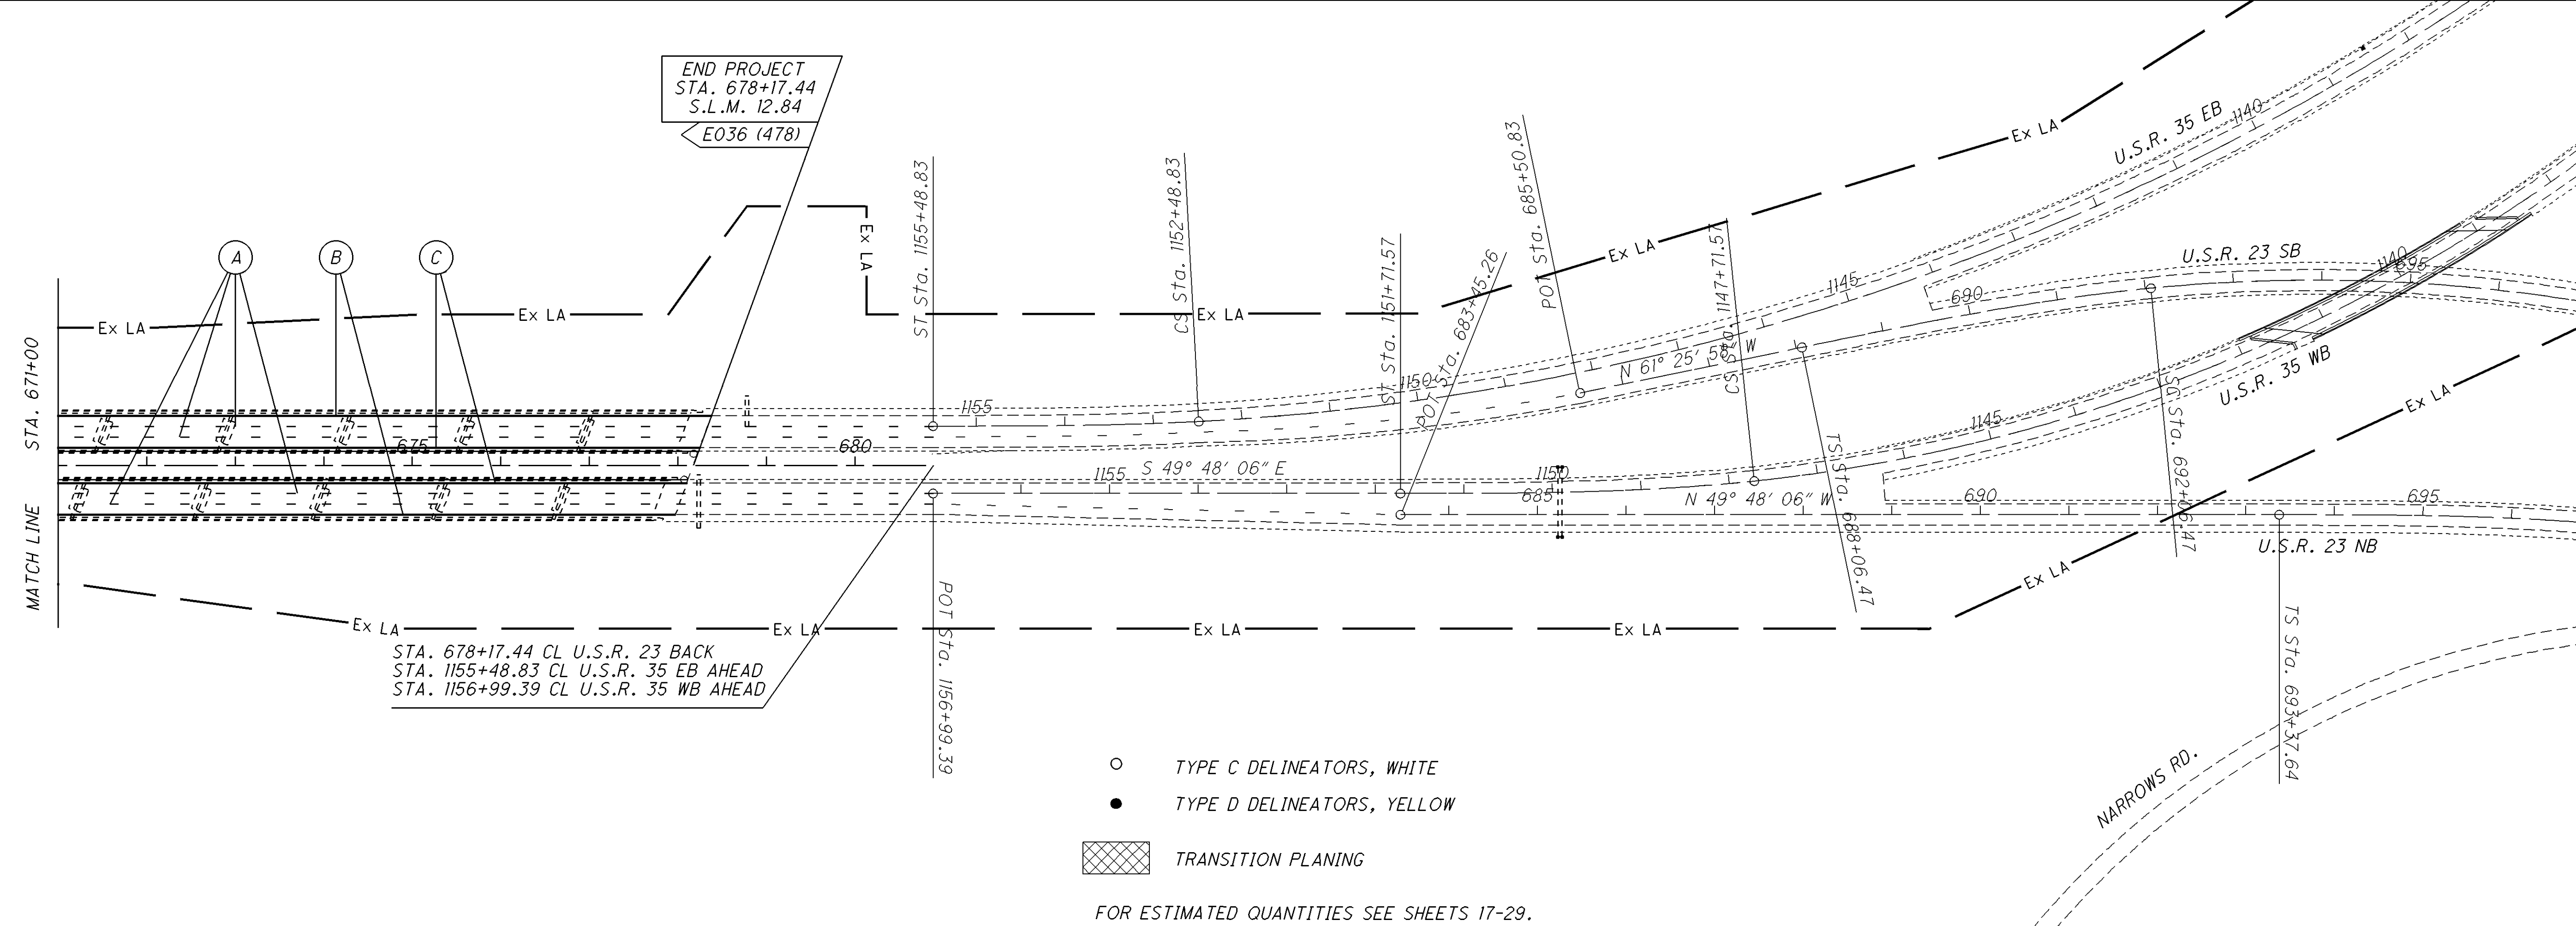 END PROJECT
STA. 678+17.44
S.L.M. 12.84
E036 (478)
A
B
C
Ex LA
Ex LA
Ex LA
Ex LA
Ex LA
Ex LA
Ex LA
Ex LA
Ex LA
Ex LA
Ex LA
Ex LA
MATCH LINE STA. 671+00
675
680
ST Sta. 1155+48.83
CS Sta. 1152+48.83
ST Sta. 1151+71.57
POT Sta. 683+45.26
POT Sta. 685+50.83
CS Sta. 1147+71.57
TS Sta. 688+06.47
SC Sta. 692+06.47
TS Sta. 693+37.64
POT Sta. 1156+99.39
1155
1150
1145
1140
U.S.R. 35 EB
N 61° 25' 58" W
690
U.S.R. 23 SB
695
1140
U.S.R. 35 WB
1155
S 49° 48' 06" E
1150
1145
685
N 49° 48' 06" W
690
695
U.S.R. 23 NB
STA. 678+17.44 CL U.S.R. 23 BACK
STA. 1155+48.83 CL U.S.R. 35 EB AHEAD
STA. 1156+99.39 CL U.S.R. 35 WB AHEAD
NARROWS RD.
TYPE C DELINEATORS, WHITE
TYPE D DELINEATORS, YELLOW
TRANSITION PLANING
FOR ESTIMATED QUANTITIES SEE SHEETS 17-29.